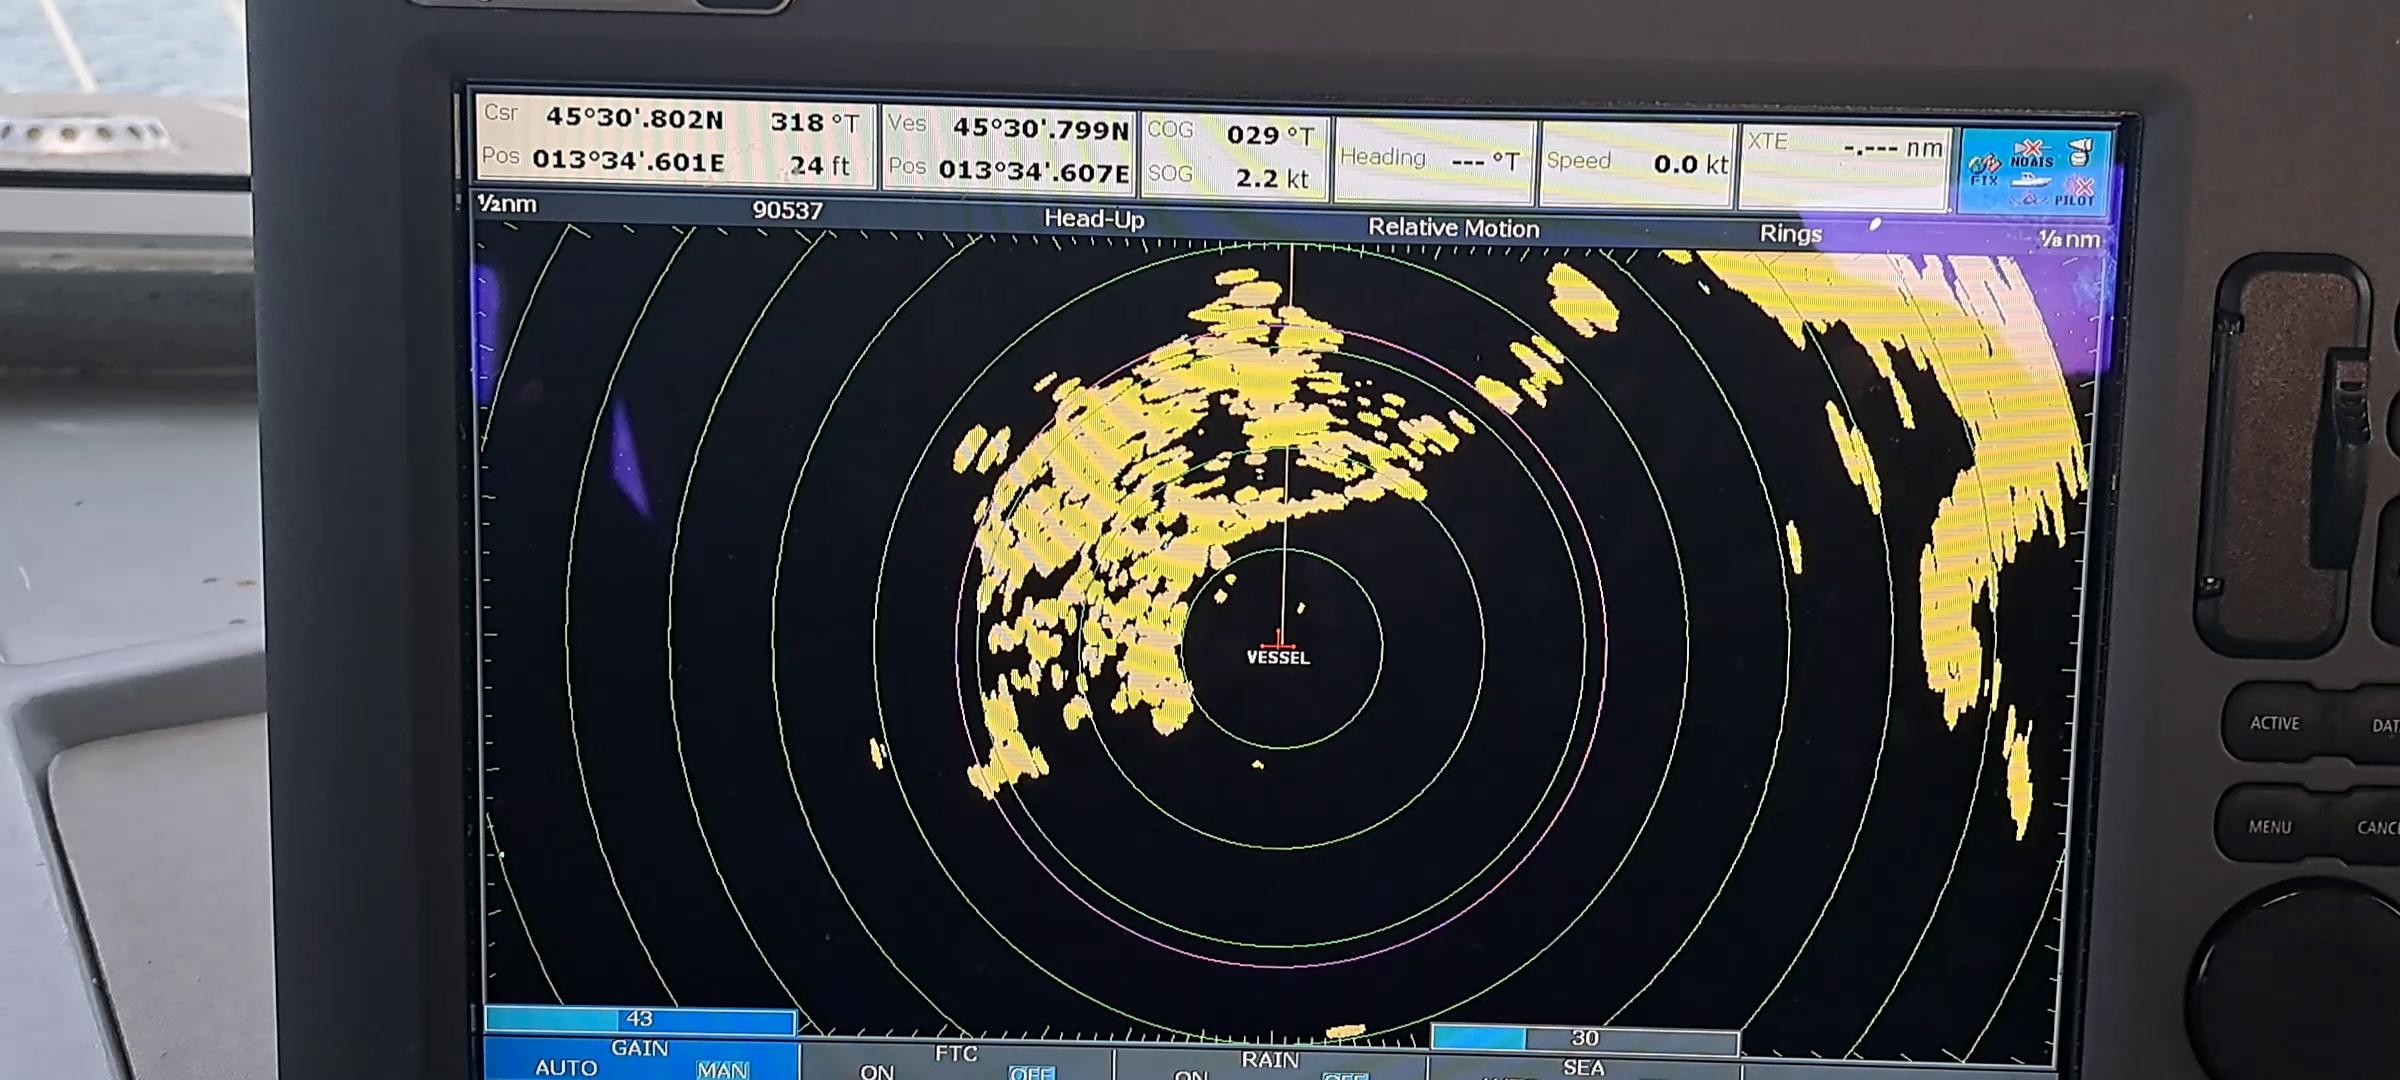 Csr 45°30'.802N 318 °T
Pos 013°34'.601E 24 ft
Ves 45°30'.799N
Pos 013°34'.607E
COG 029 °T
SOG 2.2 kt
Heading --- °T
Speed 0.0 kt
XTE -.--- nm
FIX
NO AIS
PILOT
½nm 90537 Head-Up Relative Motion Rings ⅛nm
VESSEL
43
GAIN
AUTO MAN
FTC
ON OFF
RAIN
ON OFF
30
SEA
ACTIVE
MENU